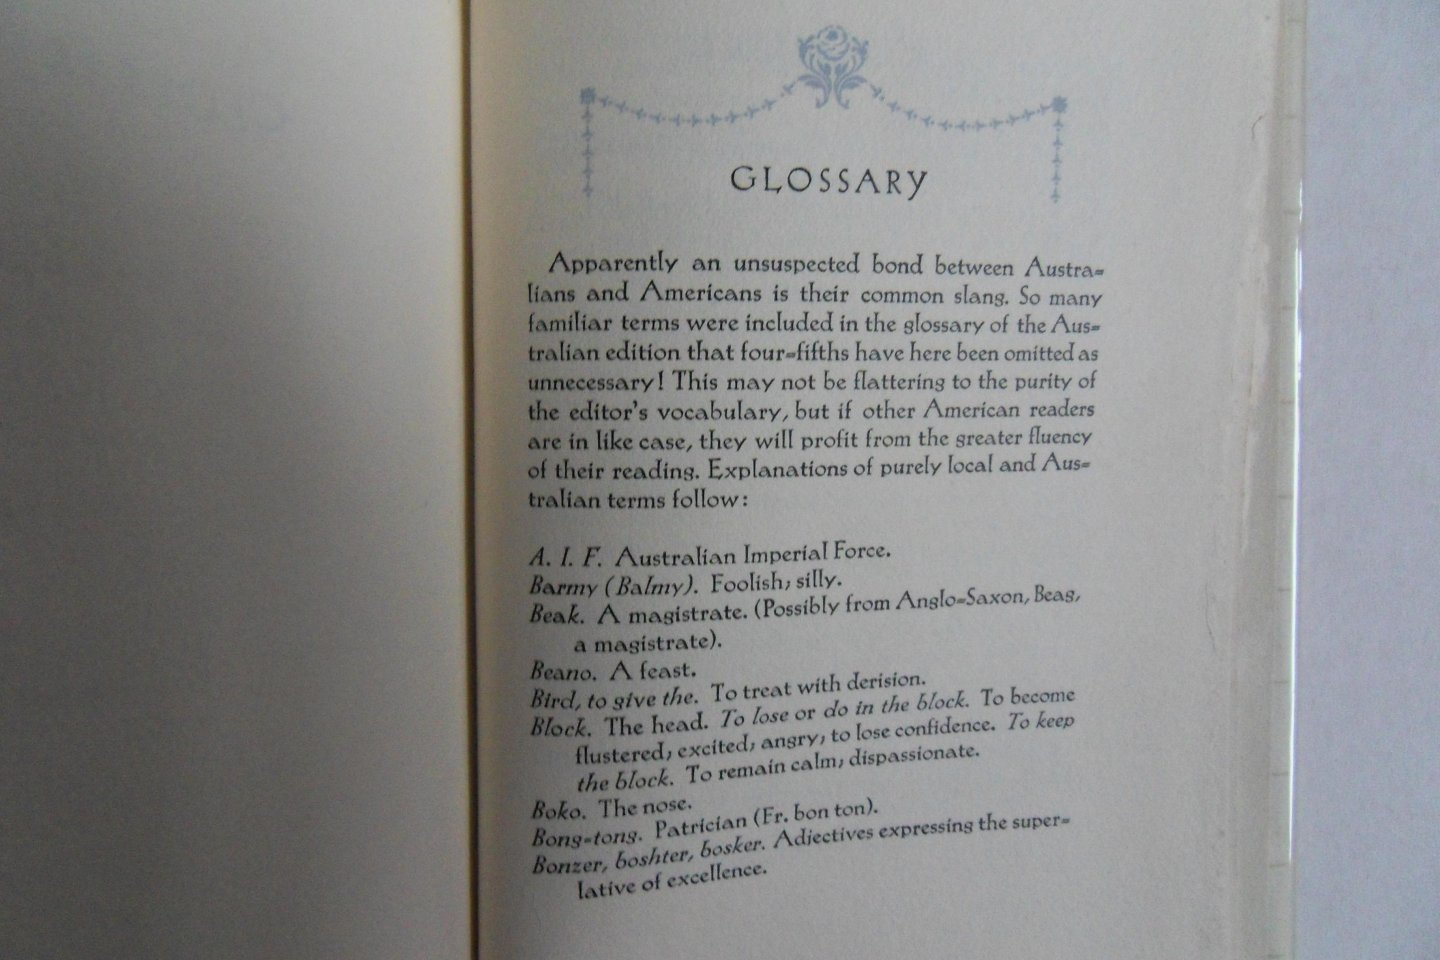 GLOSSARY
Apparently an unsuspected bond between Austra-
lians and Americans is their common slang. So many
familiar terms were included in the glossary of the Aus-
tralian edition that four-fifths have here been omitted as
unnecessary! This may not be flattering to the purity of
the editor's vocabulary, but if other American readers
are in like case, they will profit from the greater fluency
of their reading. Explanations of purely local and Aus-
tralian terms follow:
A. I. F. Australian Imperial Force.
Barmy (Balmy). Foolish; silly.
Beak. A magistrate. (Possibly from Anglo-Saxon, Beag,
a magistrate).
Beano. A feast.
Bird, to give the. To treat with derision.
Block. The head. To lose or do in the block. To become
flustered; excited; angry; to lose confidence. To keep
the block. To remain calm; dispassionate.
Boko. The nose.
Bong-tong. Patrician (Fr. bon ton).
Bonzer, boshter, bosker. Adjectives expressing the super-
lative of excellence.